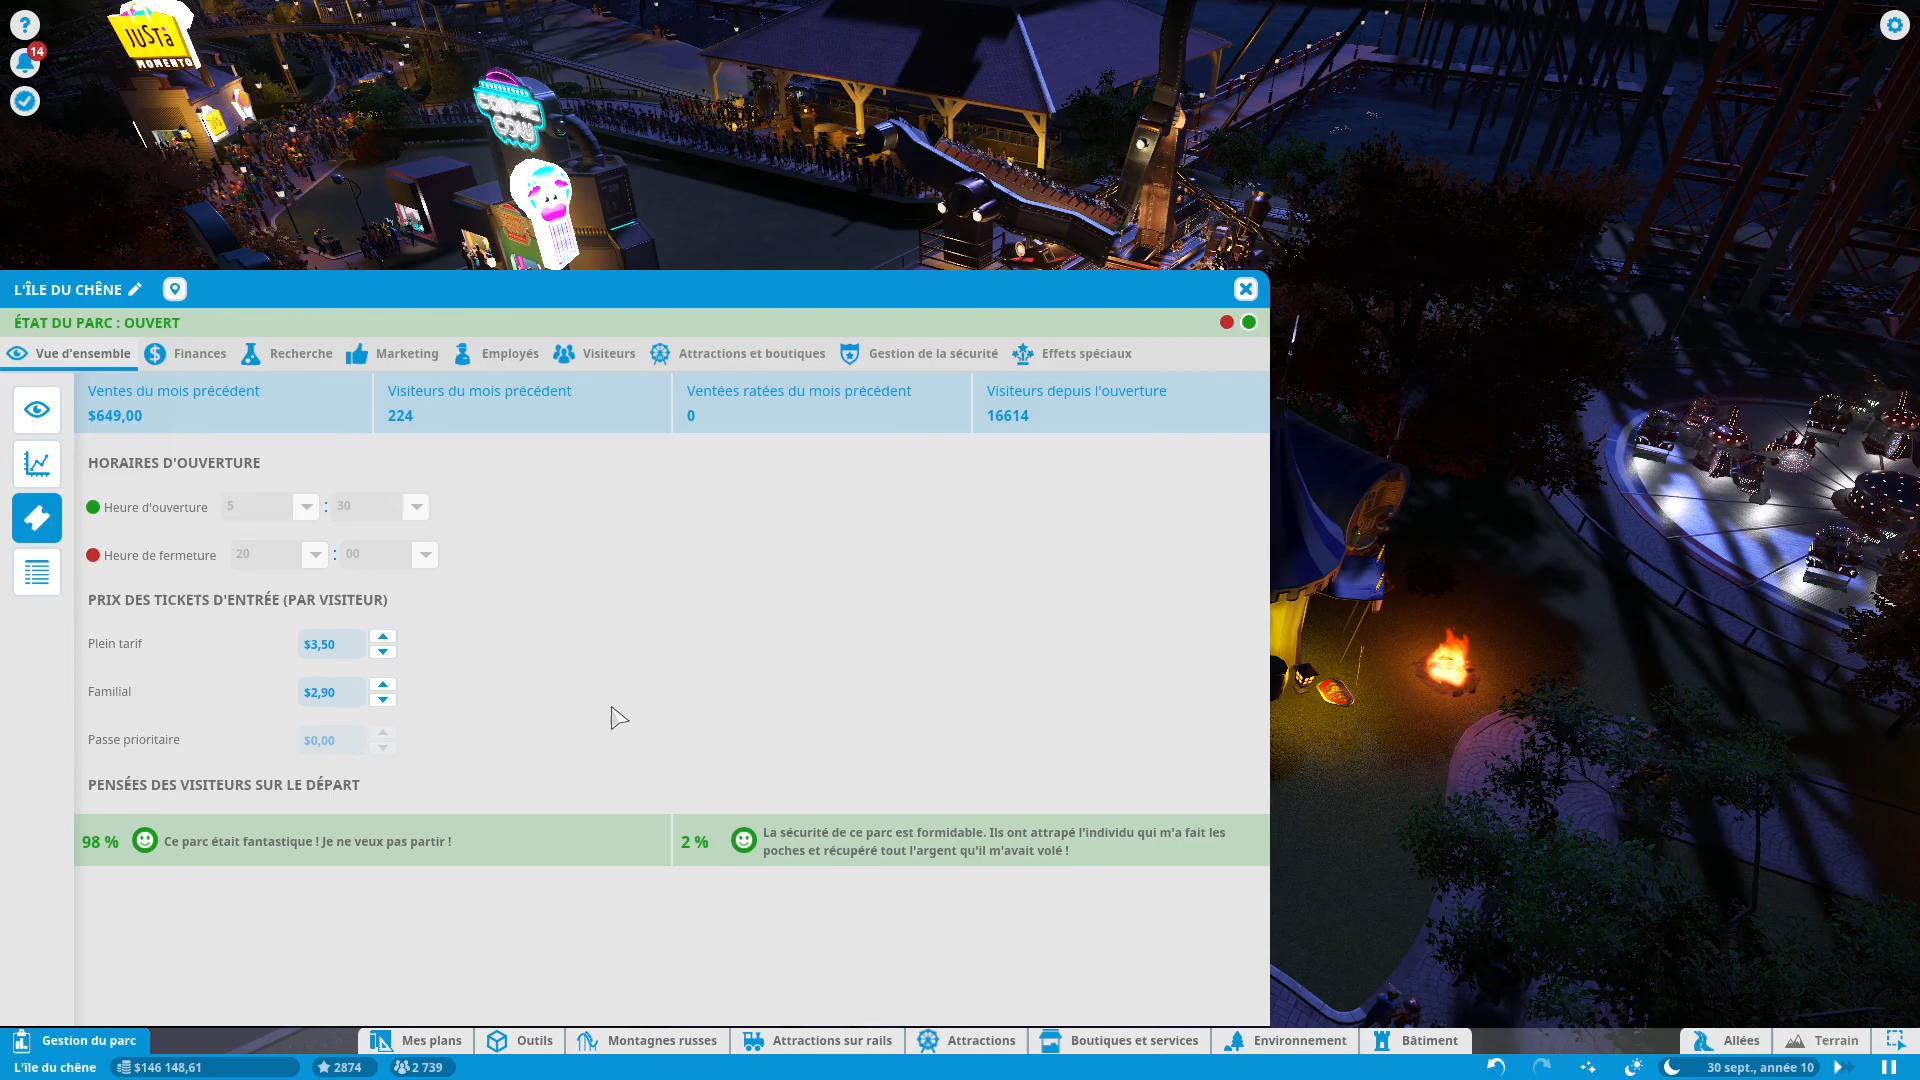 ?
14
JUSTa
MOMENTO
COSMIC
COW
L'ÎLE DU CHÊNE
ÉTAT DU PARC : OUVERT
Vue d'ensemble
Finances
Recherche
Marketing
Employés
Visiteurs
Attractions et boutiques
Gestion de la sécurité
Effets spéciaux
Ventes du mois précédent
$649,00
Visiteurs du mois précédent
224
Ventées ratées du mois précédent
0
Visiteurs depuis l'ouverture
16614
HORAIRES D'OUVERTURE
Heure d'ouverture 5 : 30
Heure de fermeture 20 : 00
PRIX DES TICKETS D'ENTRÉE (PAR VISITEUR)
Plein tarif $3,50
Familial $2,90
Passe prioritaire $0,00
PENSÉES DES VISITEURS SUR LE DÉPART
98 % Ce parc était fantastique ! Je ne veux pas partir !
2 % La sécurité de ce parc est formidable. Ils ont attrapé l'individu qui m'a fait les
poches et récupéré tout l'argent qu'il m'avait volé !
Gestion du parc
Mes plans
Outils
Montagnes russes
Attractions sur rails
Attractions
Boutiques et services
Environnement
Bâtiment
Allées
Terrain
L'île du chêne
$146 148,61
2874
2 739
30 sept., année 10